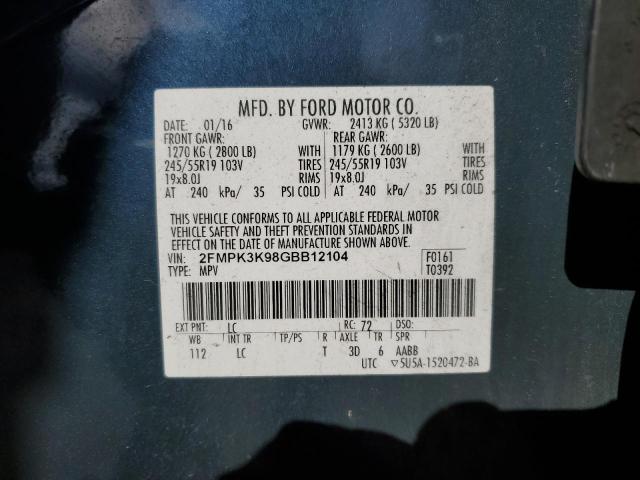 MFD. BY FORD MOTOR CO.
DATE: 01/16 GVWR: 2413 KG ( 5320 LB)
FRONT GAWR: REAR GAWR:
1270 KG ( 2800 LB) WITH 1179 KG ( 2600 LB) WITH
245/55R19 103V TIRES 245/55R19 103V TIRES
19x8.0J RIMS 19x8.0J RIMS
AT 240 kPa/ 35 PSI COLD AT 240 kPa/ 35 PSI COLD
THIS VEHICLE CONFORMS TO ALL APPLICABLE FEDERAL MOTOR
VEHICLE SAFETY AND THEFT PREVENTION STANDARDS IN
EFFECT ON THE DATE OF MANUFACTURE SHOWN ABOVE.
VIN: 2FMPK3K98GBB12104 F0161
TYPE: MPV T0392
EXT PNT: LC RC: 72 DSO:
WB INT TR TP/PS R AXLE TR SPR
112 LC T 3D 6 AABB
UTC ▽5U5A-1520472-BA